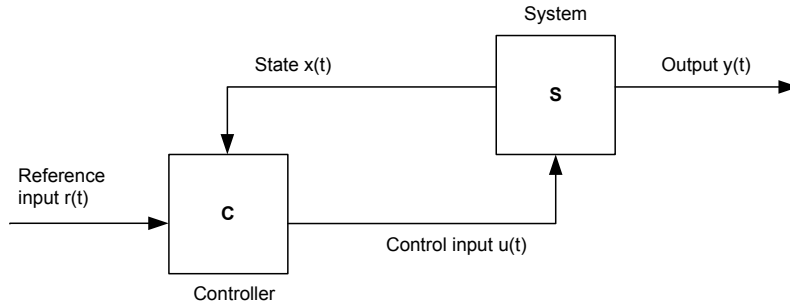 System
State x(t)
Output y(t)
S
Reference
input r(t)
C
Control input u(t)
Controller